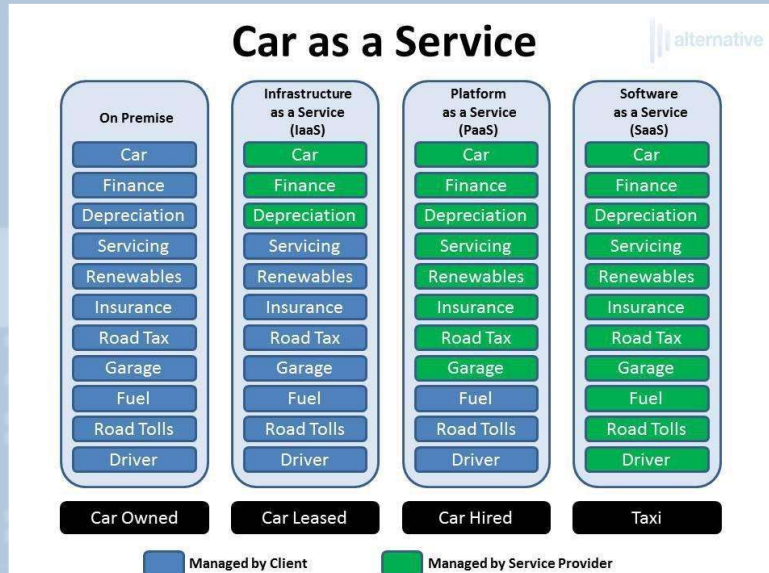 Car as a Service
alternative
On Premise
Car
Finance
Depreciation
Servicing
Renewables
Insurance
Road Tax
Garage
Fuel
Road Tolls
Driver
Car Owned
Infrastructure
as a Service
(IaaS)
Car
Finance
Depreciation
Servicing
Renewables
Insurance
Road Tax
Garage
Fuel
Road Tolls
Driver
Car Leased
Platform
as a Service
(PaaS)
Car
Finance
Depreciation
Servicing
Renewables
Insurance
Road Tax
Garage
Fuel
Road Tolls
Driver
Car Hired
Software
as a Service
(SaaS)
Car
Finance
Depreciation
Servicing
Renewables
Insurance
Road Tax
Garage
Fuel
Road Tolls
Driver
Taxi
Managed by Client
Managed by Service Provider